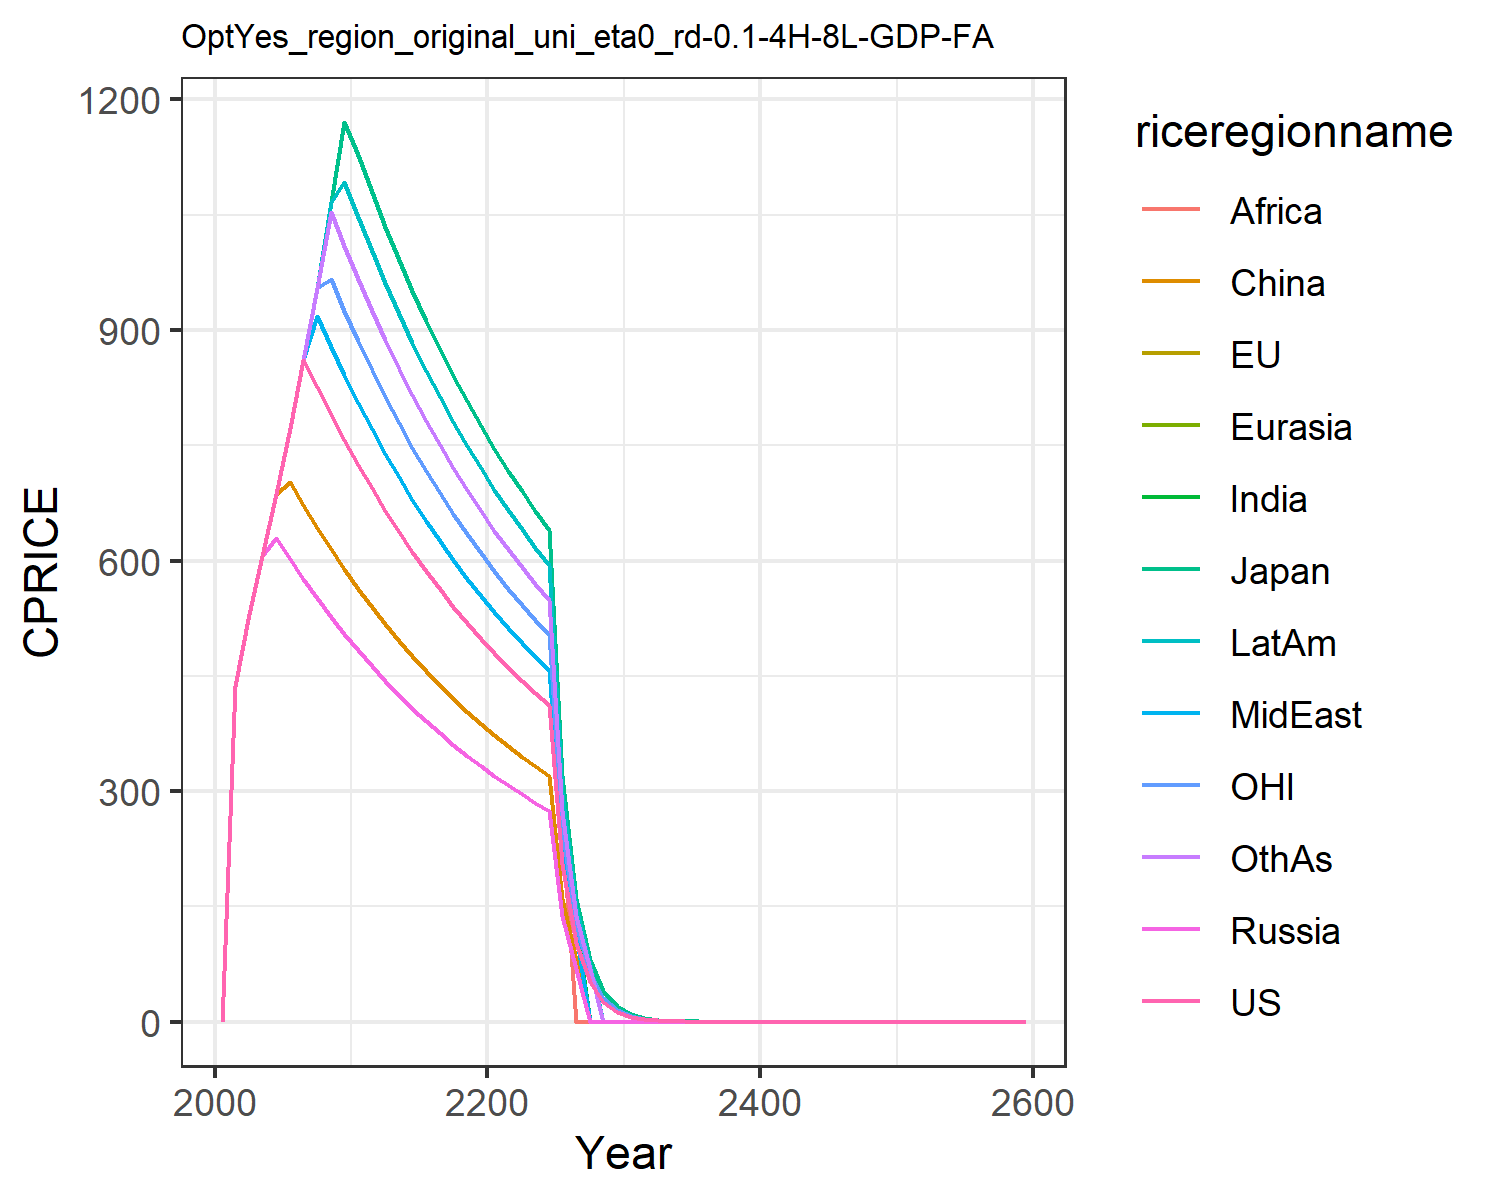 OptYes_region_original_uni_eta0_rd-0.1-4H-8L-GDP-FA
1200
900
600
300
0
CPRICE
2000
2200
2400
2600
Year
riceregionname
Africa
China
EU
Eurasia
India
Japan
LatAm
MidEast
OHI
OthAs
Russia
US